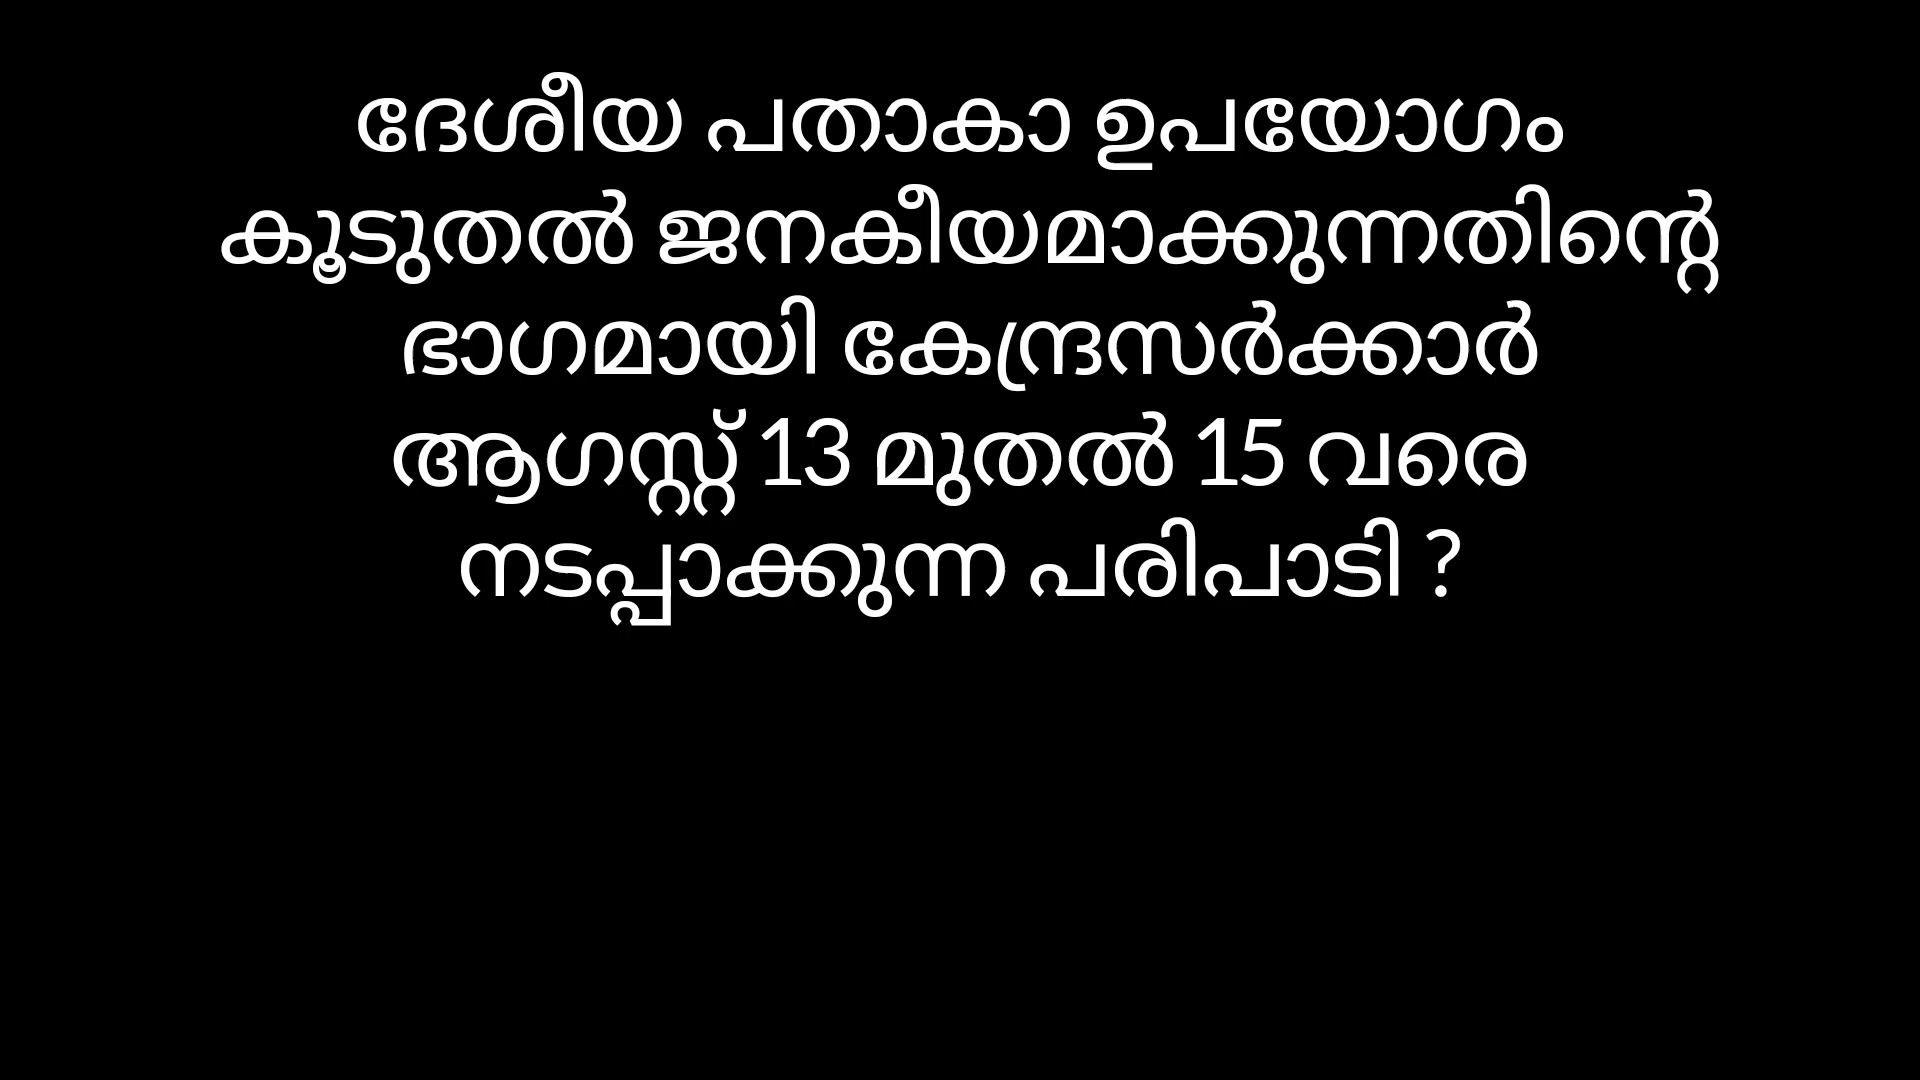 ദേശീയ പതാകാ ഉപയോഗം
കൂടുതൽ ജനകീയമാക്കുന്നതിന്റെ
ഭാഗമായി കേന്ദ്രസർക്കാർ
ആഗസ്റ്റ് 13 മുതൽ 15 വരെ
നടപ്പാക്കുന്ന പരിപാടി ?